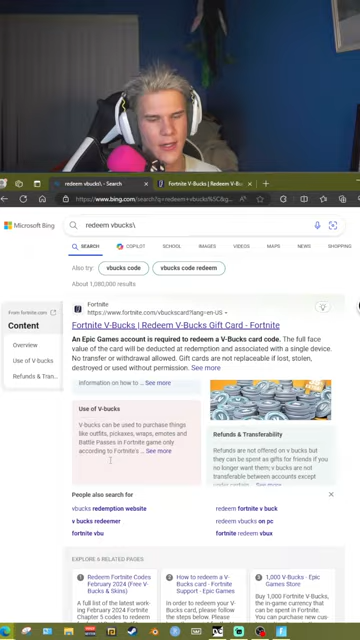 redeem vbucks\ - Search
Fortnite V-Bucks | Redeem V-B
https://www.bing.com/search?q=redeem+vbucks%5C&g
Microsoft Bing
redeem vbucks\
SEARCH
COPILOT
SCHOOL
IMAGES
VIDEOS
MAPS
NEWS
SHOPPING
Also try:
vbucks code
vbucks code redeem
About 1,080,000 results
From fortnite.com
Content
Overview
Use of V-bucks
Refunds & Trans...
Fortnite
https://www.fortnite.com/vbuckscard?lang=en-US
Fortnite V-Bucks | Redeem V-Bucks Gift Card - Fortnite
An Epic Games account is required to redeem a V-Bucks card code. The full face
value of the card will be deducted at redemption and associated with a single device.
No transfer or withdrawal allowed. Gift cards are not replaceable if lost, stolen,
destroyed or used without permission. See more
information on how to ... See more
Use of V-bucks
V-bucks can be used to purchase things
like outfits, pickaxes, wraps, emotes and
Battle Passes in Fortnite game only
according to Fortnite's ... See more
Refunds & Transferability
Refunds are not offered on v-bucks but
they can be spent as gifts for friends if
you no longer want them; v bucks are not
transferable between accounts except
People also search for
vbucks redemption website
v bucks redeemer
fortnite vbu
redeem fortnite v buck
redeem vbucks on pc
fortnite redeem vbux
EXPLORE 6 RELATED PAGES
1
Redeem Fortnite Codes
February 2024 (Free V-
Bucks & Skins)
A full list of the latest work-
ing February 2024 Fortnite
Chapter 5 codes to redeem
2
How to redeem a V-
Bucks card - Fortnite
Support - Epic Games
In order to redeem your V-
Bucks card, please follow
3
1,000 V-Bucks -
Epic Games
Store
Buy 1,000 Fortnite V-Bucks,
the in-game currency that
can be spent in Fortnite.